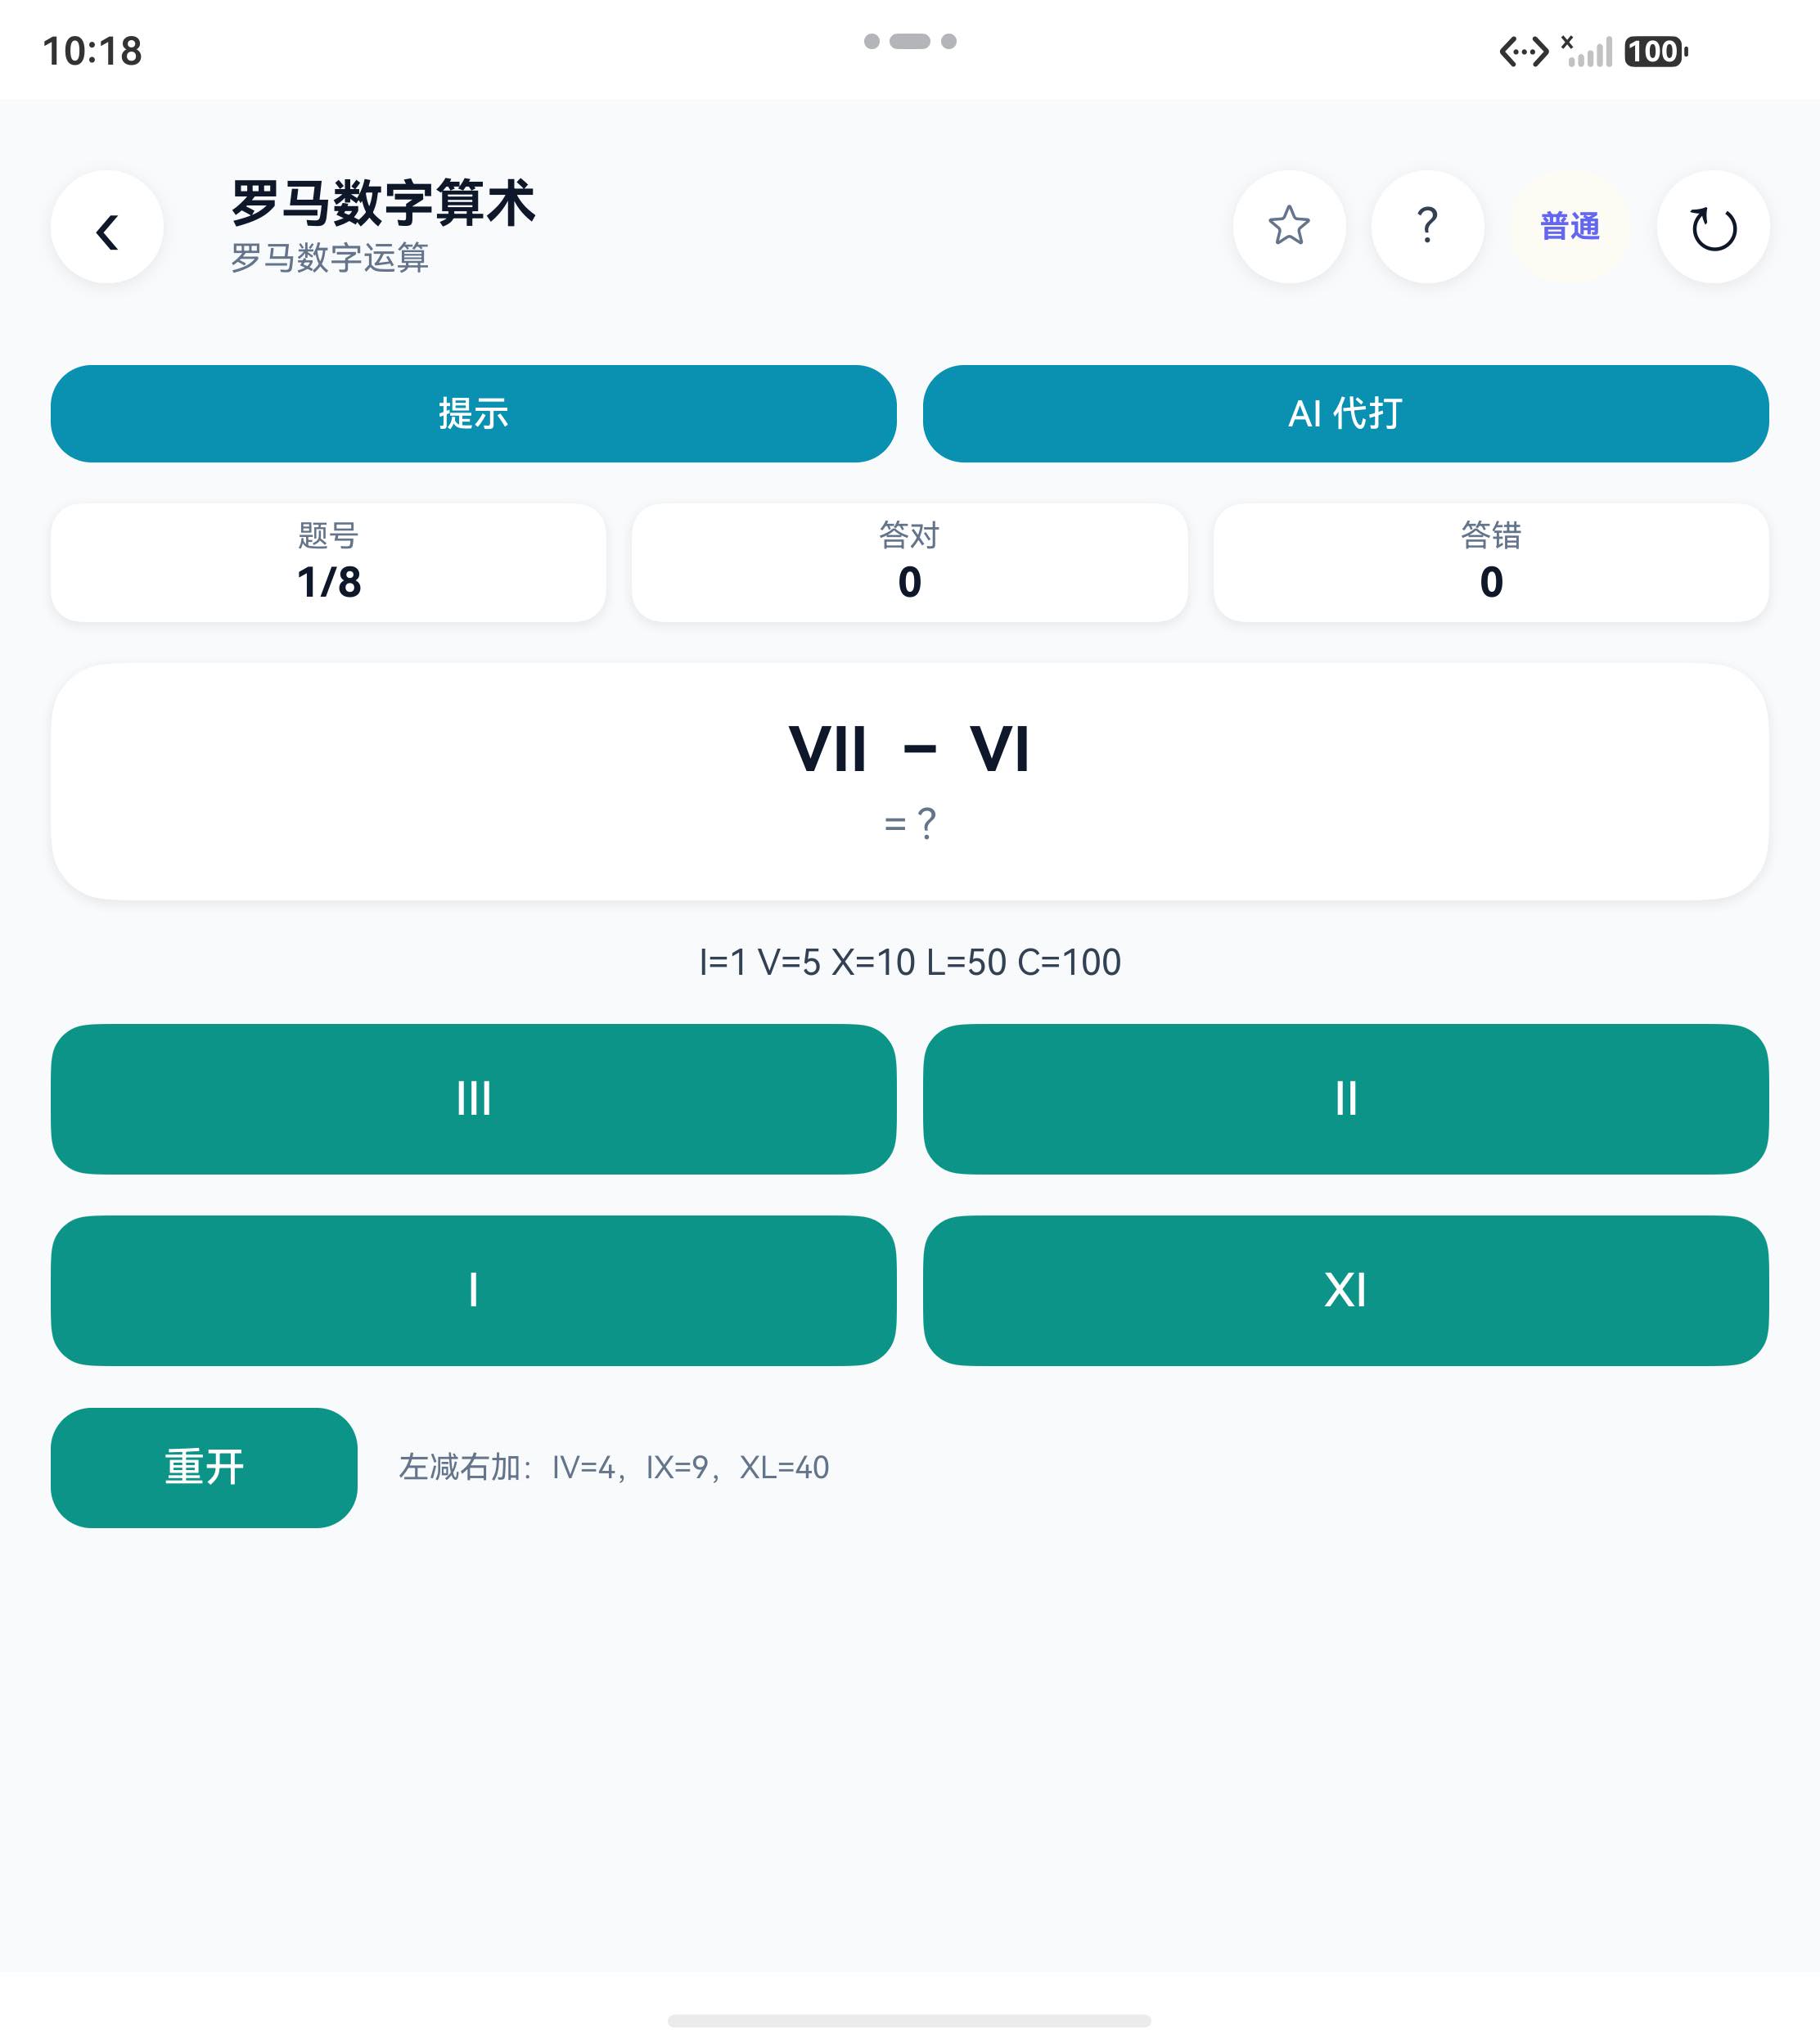 10:18
100
罗马数字算术
罗马数字运算
?
普通
提示
AI 代打
题号
1/8
答对
0
答错
0
VII − VI
= ?
I=1 V=5 X=10 L=50 C=100
III
II
I
XI
重开
左减右加：IV=4，IX=9，XL=40